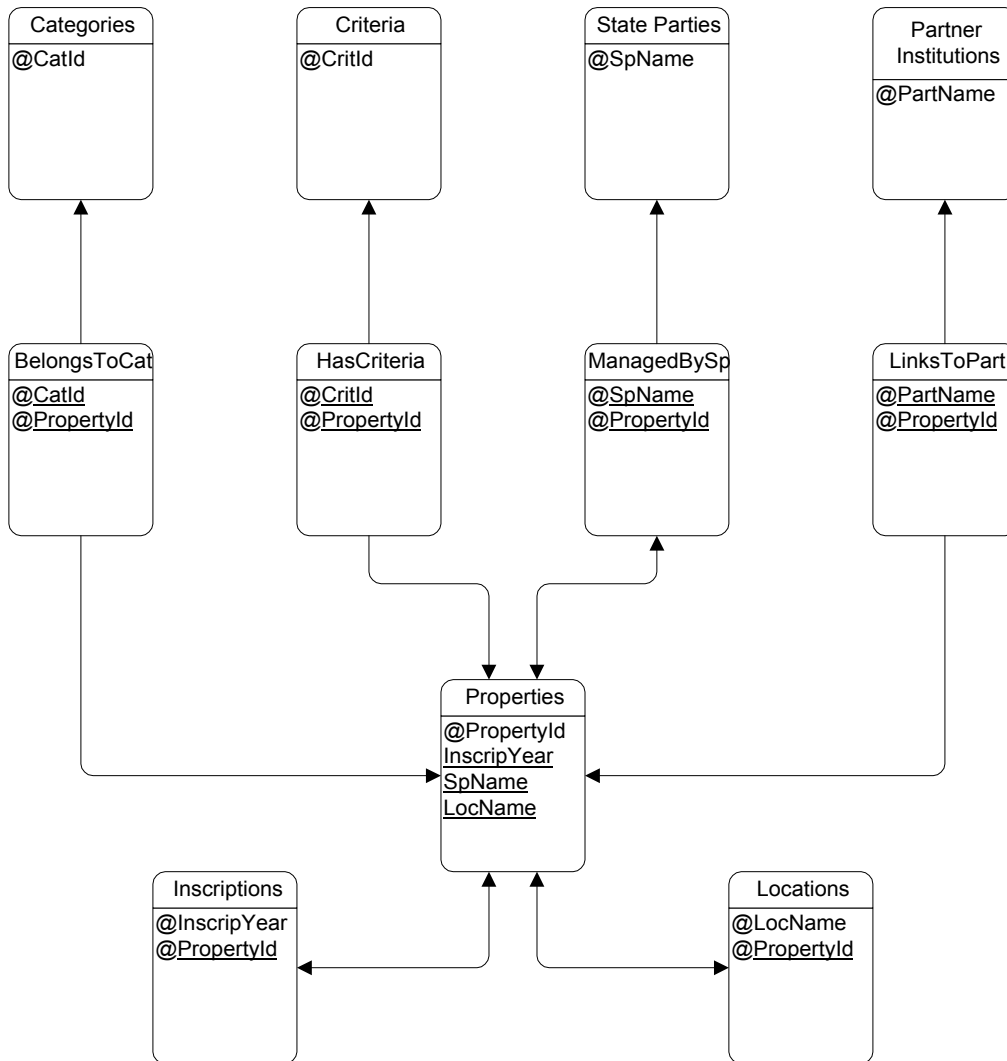 Categories
@CatId
Criteria
@CritId
State Parties
@SpName
Partner
Institutions
@PartName
BelongsToCat
@CatId
@PropertyId
HasCriteria
@CritId
@PropertyId
ManagedBySp
@SpName
@PropertyId
LinksToPart
@PartName
@PropertyId
Properties
@PropertyId
InscripYear
SpName
LocName
Inscriptions
@InscripYear
@PropertyId
Locations
@LocName
@PropertyId